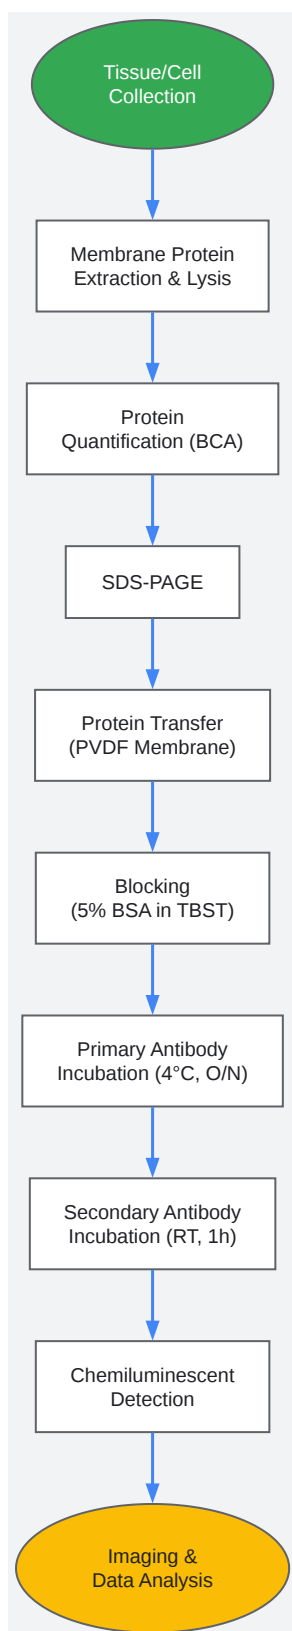 Tissue/Cell
Collection
Membrane Protein
Extraction & Lysis
Protein
Quantification (BCA)
SDS-PAGE
Protein Transfer
(PVDF Membrane)
Blocking
(5% BSA in TBST)
Primary Antibody
Incubation (4°C, O/N)
Secondary Antibody
Incubation (RT, 1h)
Chemiluminescent
Detection
Imaging &
Data Analysis